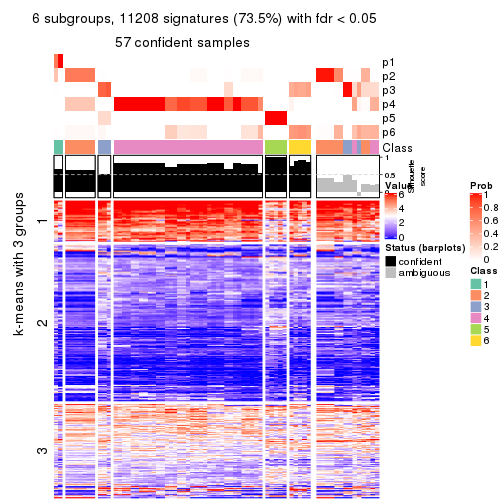 6 subgroups, 11208 signatures (73.5%) with fdr < 0.05
57 confident samples
p1
p2
p3
p4
p5
p6
Class
1
0.5
0
Silhouette
score
k-means with 3 groups
1
2
3
Value
6
4
2
0
Status (barplots)
confident
ambiguous
Prob
1
0.8
0.6
0.4
0.2
0
Class
1
2
3
4
5
6